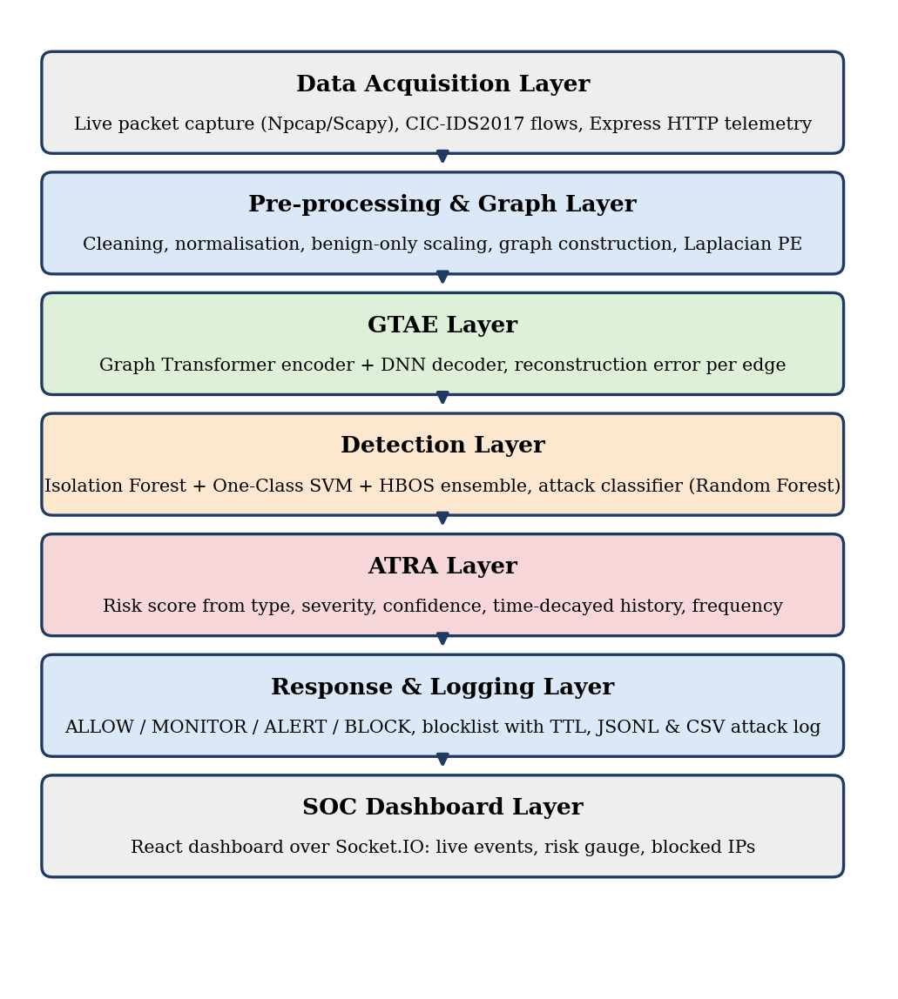 Data Acquisition Layer
Live packet capture (Npcap/Scapy), CIC-IDS2017 flows, Express HTTP telemetry
Pre-processing & Graph Layer
Cleaning, normalisation, benign-only scaling, graph construction, Laplacian PE
GTAE Layer
Graph Transformer encoder + DNN decoder, reconstruction error per edge
Detection Layer
Isolation Forest + One-Class SVM + HBOS ensemble, attack classifier (Random Forest)
ATRA Layer
Risk score from type, severity, confidence, time-decayed history, frequency
Response & Logging Layer
ALLOW / MONITOR / ALERT / BLOCK, blocklist with TTL, JSONL & CSV attack log
SOC Dashboard Layer
React dashboard over Socket.IO: live events, risk gauge, blocked IPs